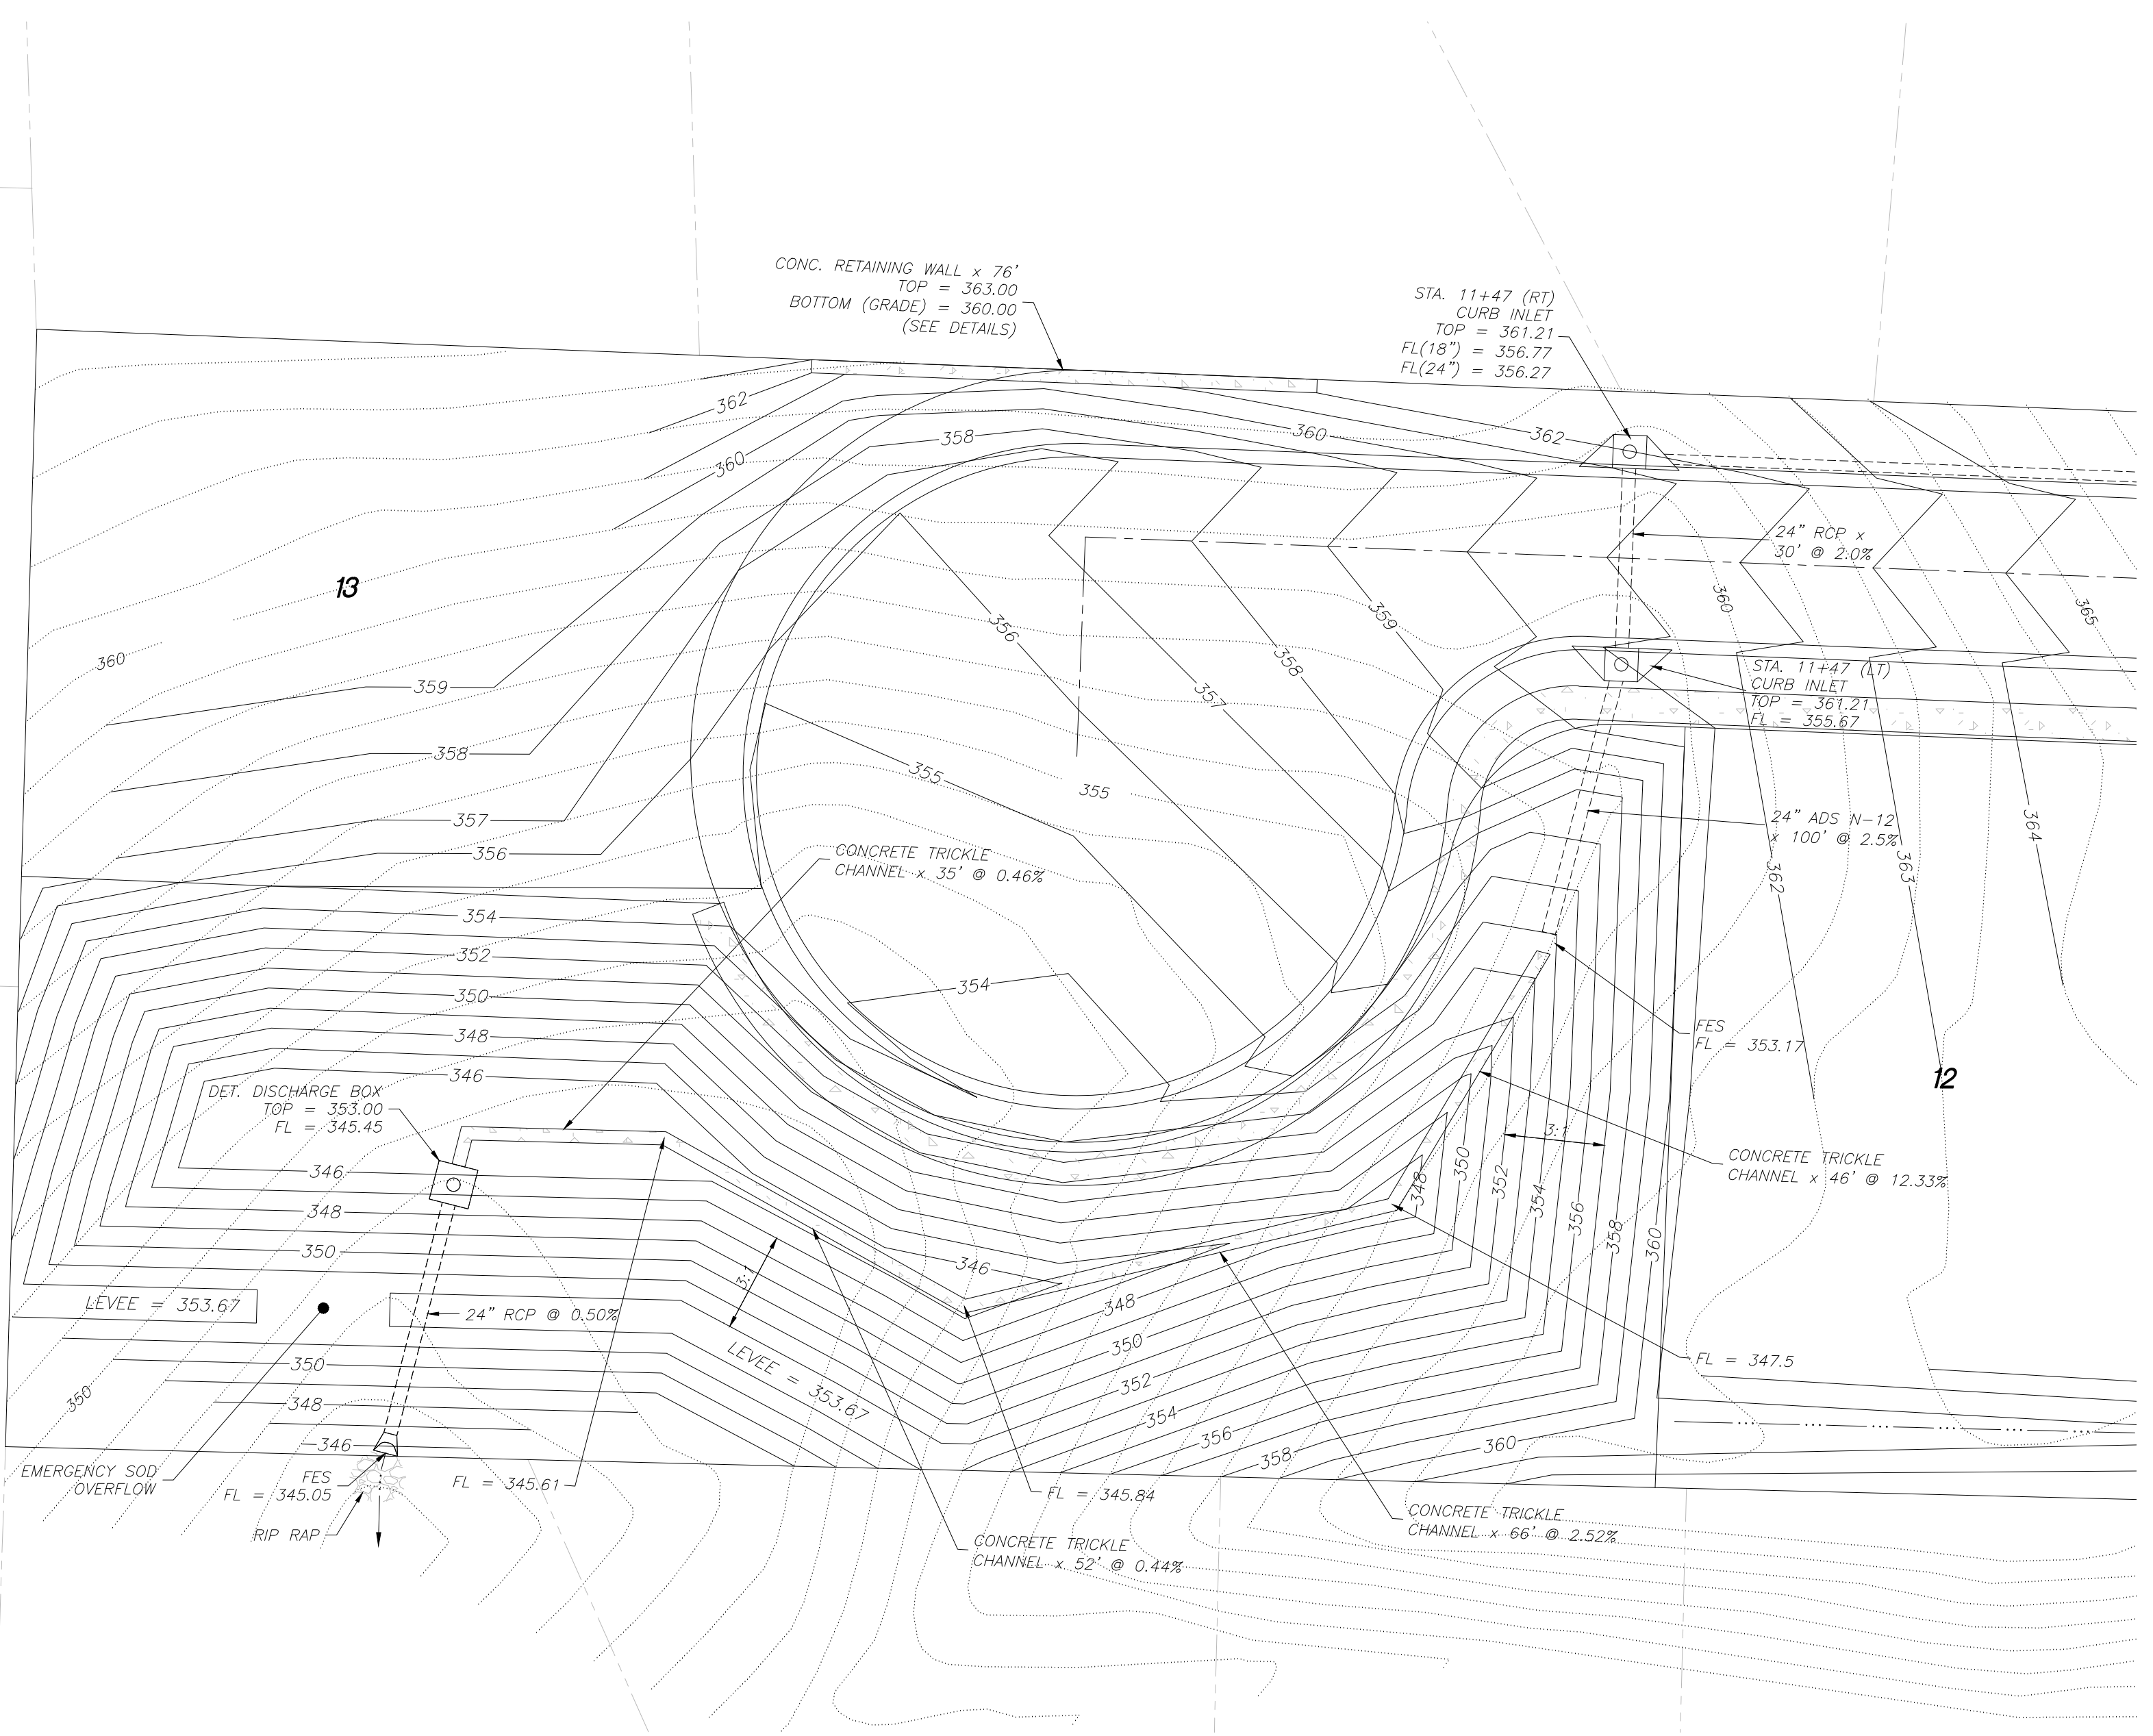 CONC. RETAINING WALL x 76'
TOP = 363.00
BOTTOM (GRADE) = 360.00
(SEE DETAILS)
STA. 11+47 (RT)
CURB INLET
TOP = 361.21
FL(18") = 356.77
FL(24") = 356.27
362
358
360
362
360
24" RCP x
30' @ 2.0%
13
356
359
360
365
360
358
STA. 11+47 (LT)
CURB INLET
TOP = 361.21
FL = 355.67
359
357
358
355
355
357
24" ADS N-12
x 100' @ 2.5%
364
356
CONCRETE TRICKLE
CHANNEL x 35' @ 0.46%
362
363
354
352
354
350
348
FES
FL = 353.17
346
12
DET. DISCHARGE BOX
TOP = 353.00
FL = 345.45
3:1
CONCRETE TRICKLE
CHANNEL x 46' @ 12.33%
346
348
350
352
354
356
358
360
348
350
346
3:1
LEVEE = 353.67
24" RCP @ 0.50%
348
350
LEVEE = 353.67
FL = 347.5
350
350
352
348
354
346
356
360
358
EMERGENCY SOD
OVERFLOW
FES
FL = 345.05
FL = 345.61
FL = 345.84
RIP RAP
CONCRETE TRICKLE
CHANNEL x 52' @ 0.44%
CONCRETE TRICKLE
CHANNEL x 66' @ 2.52%